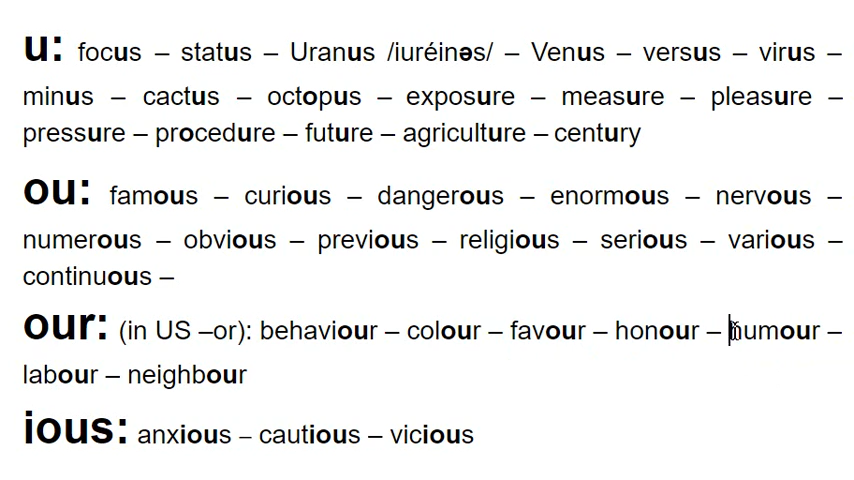 u: focus – status – Uranus /iuréinəs/ – Venus – versus – virus –
minus – cactus – octopus – exposure – measure – pleasure –
pressure – procedure – future – agriculture – century
ou: famous – curious – dangerous – enormous – nervous –
numerous – obvious – previous – religious – serious – various –
continuous –
our: (in US –or): behaviour – colour – favour – honour – humour –
labour – neighbour
ious: anxious – cautious – vicious